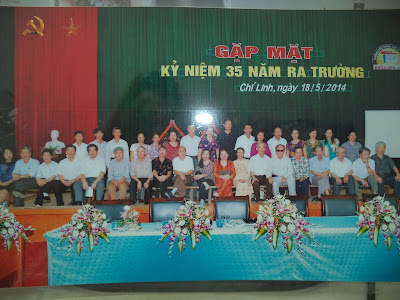 GẶP MẶT
KỶ NIỆM 35 NĂM RA TRƯỜNG
Chí Linh, ngày 18/5/2014